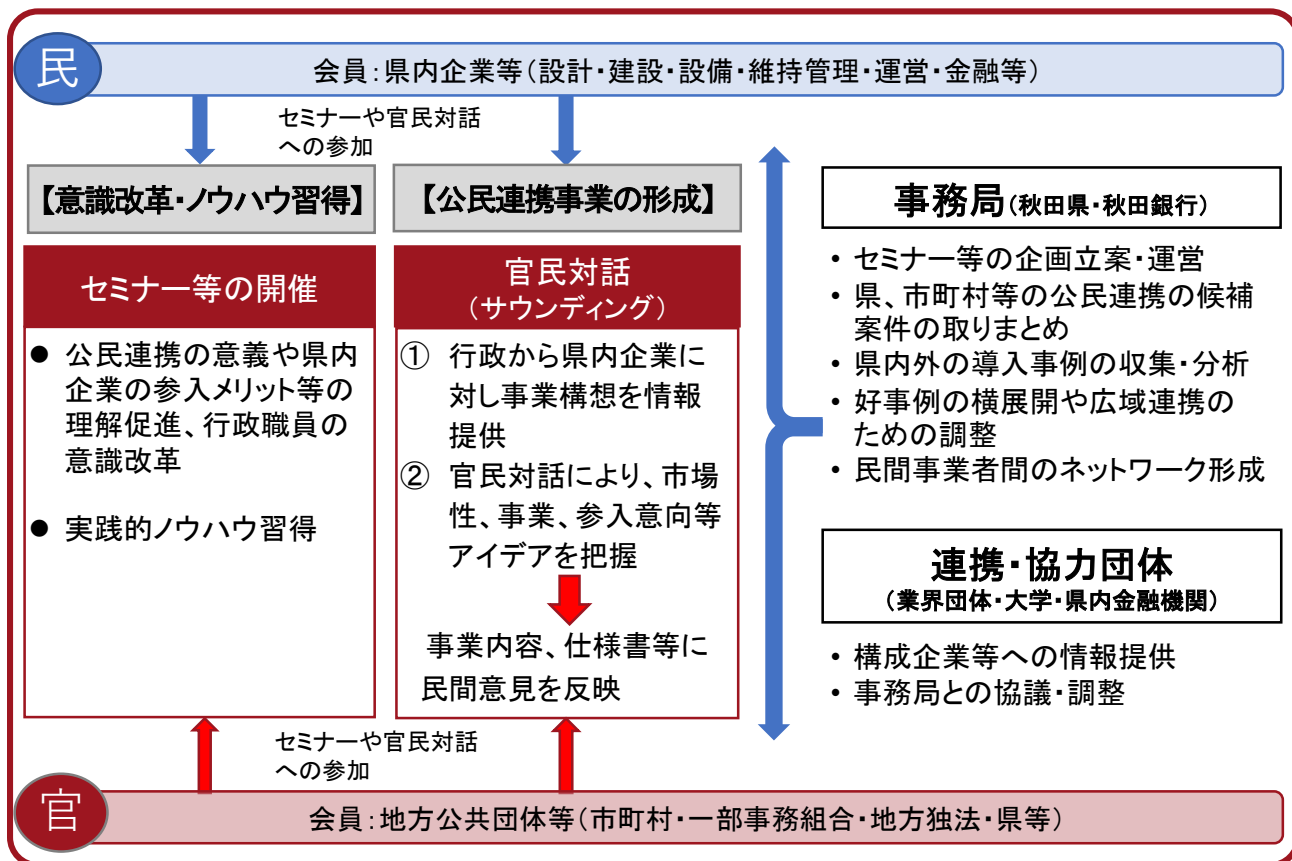 民
会員：県内企業等（設計・建設・設備・維持管理・運営・金融等）
セミナーや官民対話
への参加
【意識改革・ノウハウ習得】
セミナー等の開催
● 公民連携の意義や県内
企業の参入メリット等の
理解促進、行政職員の
意識改革
● 実践的ノウハウ習得
【公民連携事業の形成】
官民対話
（サウンディング）
① 行政から県内企業に
対し事業構想を情報
提供
② 官民対話により、市場
性、事業、参入意向等
アイデアを把握
事業内容、仕様書等に
民間意見を反映
事務局（秋田県・秋田銀行）
・セミナー等の企画立案・運営
・県、市町村等の公民連携の候補
案件の取りまとめ
・県内外の導入事例の収集・分析
・好事例の横展開や広域連携の
ための調整
・民間事業者間のネットワーク形成
連携・協力団体
（業界団体・大学・県内金融機関）
・構成企業等への情報提供
・事務局との協議・調整
セミナーや官民対話
への参加
官
会員：地方公共団体等（市町村・一部事務組合・地方独法・県等）